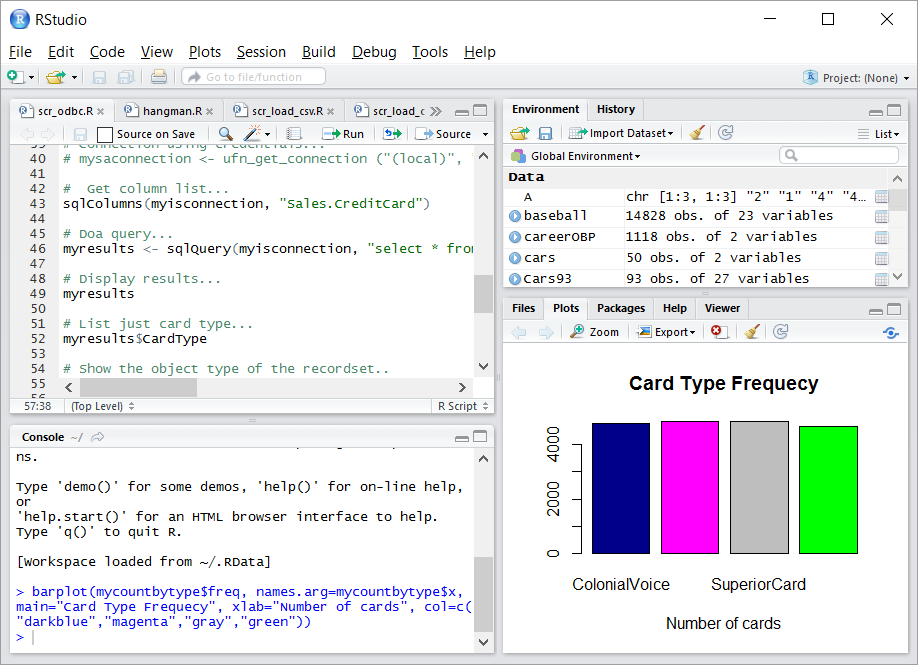 RStudio
File Edit Code View Plots Session Build Debug Tools Help
Go to file/function
Project: (None)
scr_odbc.R hangman.R scr_load_csv.R scr_load_c
Source on Save Run Source
40 # mysaconnection <- ufn_get_connection ("(local)", "
41
42 #  Get column list...
43 sqlColumns(myisconnection, "Sales.CreditCard")
44
45 # Doa query...
46 myresults <- sqlQuery(myisconnection, "select * from
47
48 # Display results...
49 myresults
50
51 # List just card type...
52 myresults$CardType
53
54 # Show the object type of the recordset..
55
57:38 (Top Level) R Script
Console ~/
ns.
Type 'demo()' for some demos, 'help()' for on-line help,
or
'help.start()' for an HTML browser interface to help.
Type 'q()' to quit R.
[Workspace loaded from ~/.RData]
> barplot(mycountbytype$freq, names.arg=mycountbytype$x,
main="Card Type Frequecy", xlab="Number of cards", col=c(
"darkblue","magenta","gray","green"))
>
Environment History
Import Dataset List
Global Environment
Data
A chr [1:3, 1:3] "2" "1" "4" "4…
baseball 14828 obs. of 23 variables
careerOBP 1118 obs. of 2 variables
cars 50 obs. of 2 variables
Cars93 93 obs. of 27 variables
Files Plots Packages Help Viewer
Zoom Export
Card Type Frequecy
4000
2000
0
ColonialVoice SuperiorCard
Number of cards